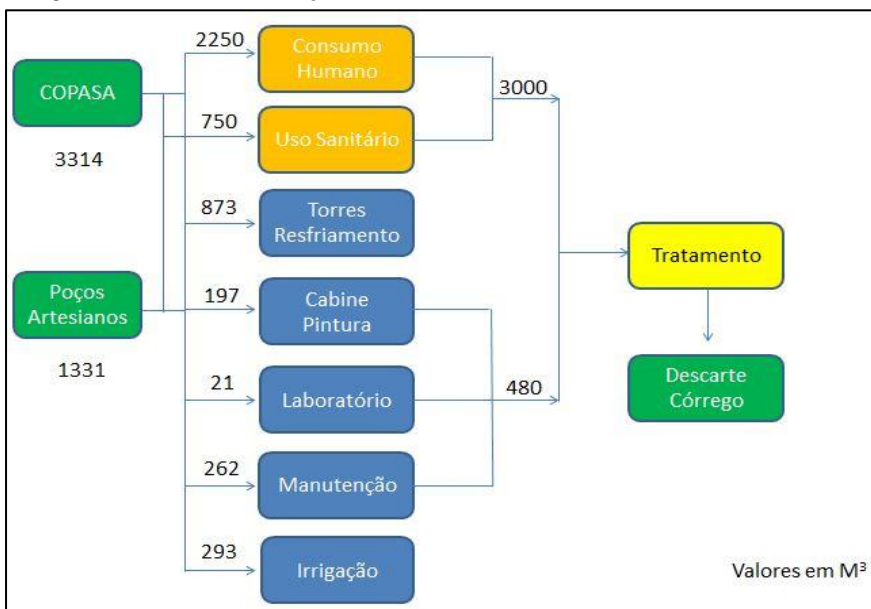 COPASA
3314
Poços
Artesianos
1331
2250
Consumo
Humano
750
Uso Sanitário
873
Torres
Resfriamento
197
Cabine
Pintura
21
Laboratório
262
Manutenção
293
Irrigação
3000
480
Tratamento
Descarte
Córrego
Valores em M³